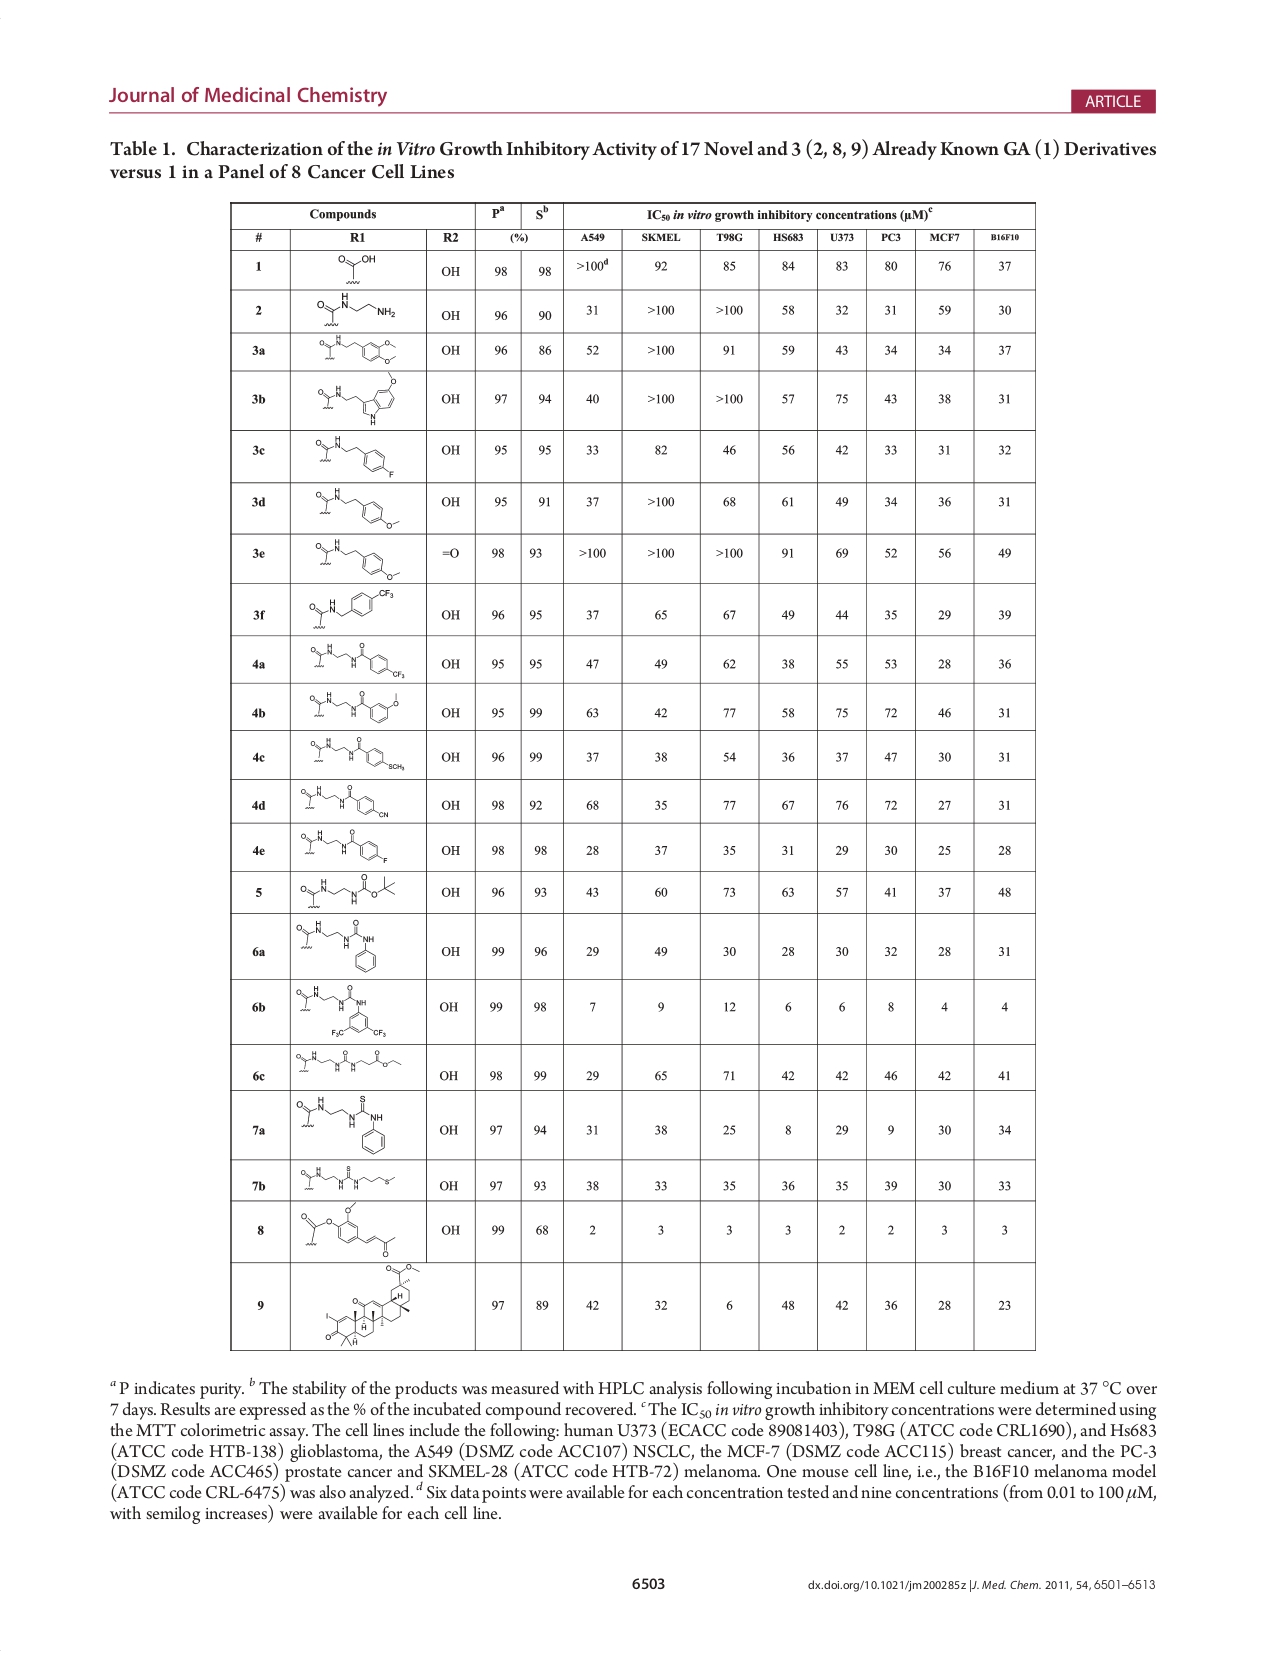 Journal of Medicinal Chemistry
ARTICLE
Table 1. Characterization of the in Vitro Growth Inhibitory Activity of 17 Novel and 3 (2, 8, 9) Already Known GA (1) Derivatives
versus 1 in a Panel of 8 Cancer Cell Lines
Compounds Pa Sb IC50 in vitro growth inhibitory concentrations (μM)c
# R1 R2 (%) A549 SKMEL T98G HS683 U373 PC3 MCF7 B16F10
1 O OH OH 98 98 >100d 92 85 84 83 80 76 37
2 O H N NH2 OH 96 90 31 >100 >100 58 32 31 59 30
3a O H N O O OH 96 86 52 >100 91 59 43 34 34 37
3b O H N O N H OH 97 94 40 >100 >100 57 75 43 38 31
3c O H N F OH 95 95 33 82 46 56 42 33 31 32
3d O H N O OH 95 91 37 >100 68 61 49 34 36 31
3e O H N O =O 98 93 >100 >100 >100 91 69 52 56 49
3f O H N CF3 OH 96 95 37 65 67 49 44 35 29 39
4a O H N N H O CF3 OH 95 95 47 49 62 38 55 53 28 36
4b O H N N H O O OH 95 99 63 42 77 58 75 72 46 31
4c O H N N H O SCH3 OH 96 99 37 38 54 36 37 47 30 31
4d O H N N H O CN OH 98 92 68 35 77 67 76 72 27 31
4e O H N N H O F OH 98 98 28 37 35 31 29 30 25 28
5 O H N N H O O OH 96 93 43 60 73 63 57 41 37 48
6a O H N N H O NH OH 99 96 29 49 30 28 30 32 28 31
6b O H N N H O NH F3C CF3 OH 99 98 7 9 12 6 6 8 4 4
6c O H N N H O N H O O OH 98 99 29 65 71 42 42 46 42 41
7a O H N N H S NH OH 97 94 31 38 25 8 29 9 30 34
7b O H N N H S N H S OH 97 93 38 33 35 36 35 39 30 33
8 O O O O OH 99 68 2 3 3 3 2 2 3 3
9 O O O I O H H H 97 89 42 32 6 48 42 36 28 23
a P indicates purity. b The stability of the products was measured with HPLC analysis following incubation in MEM cell culture medium at 37 °C over
7 days. Results are expressed as the % of the incubated compound recovered. c The IC50 in vitro growth inhibitory concentrations were determined using
the MTT colorimetric assay. The cell lines include the following: human U373 (ECACC code 89081403), T98G (ATCC code CRL1690), and Hs683
(ATCC code HTB-138) glioblastoma, the A549 (DSMZ code ACC107) NSCLC, the MCF-7 (DSMZ code ACC115) breast cancer, and the PC-3
(DSMZ code ACC465) prostate cancer and SKMEL-28 (ATCC code HTB-72) melanoma. One mouse cell line, i.e., the B16F10 melanoma model
(ATCC code CRL-6475) was also analyzed. d Six data points were available for each concentration tested and nine concentrations (from 0.01 to 100 μM,
with semilog increases) were available for each cell line.
6503
dx.doi.org/10.1021/jm200285z |J. Med. Chem. 2011, 54, 6501–6513